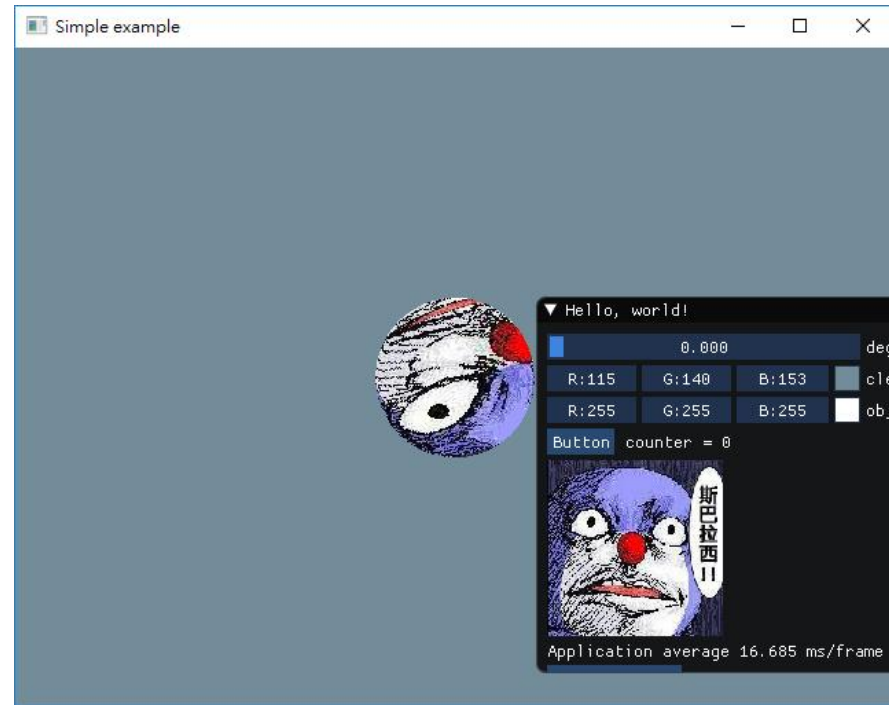 Simple example
Hello, world!
0.000 deg
R:115 G:140 B:153 cle
R:255 G:255 B:255 obj
Button counter = 0
斯巴拉西!!
Application average 16.685 ms/frame